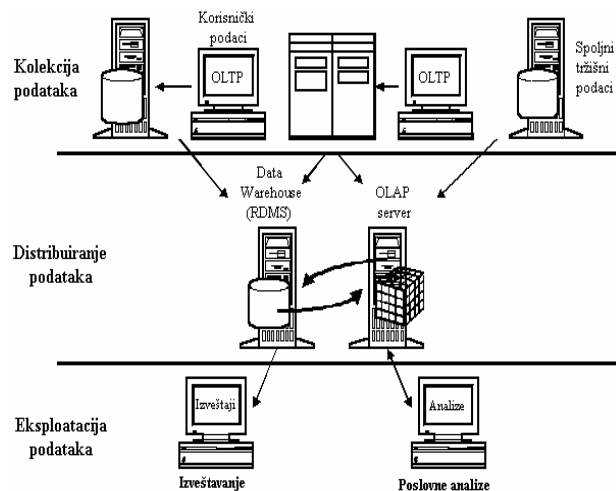 Korisnički
podaci
Spoljni
tržišni
podaci
Kolekcija
podataka
OLTP
OLTP
Data
Warehouse
(RDMS)
OLAP
server
Distribuiranje
podataka
Izveštaji
Analize
Eksploatacija
podataka
Izveštavanje
Poslovne analize